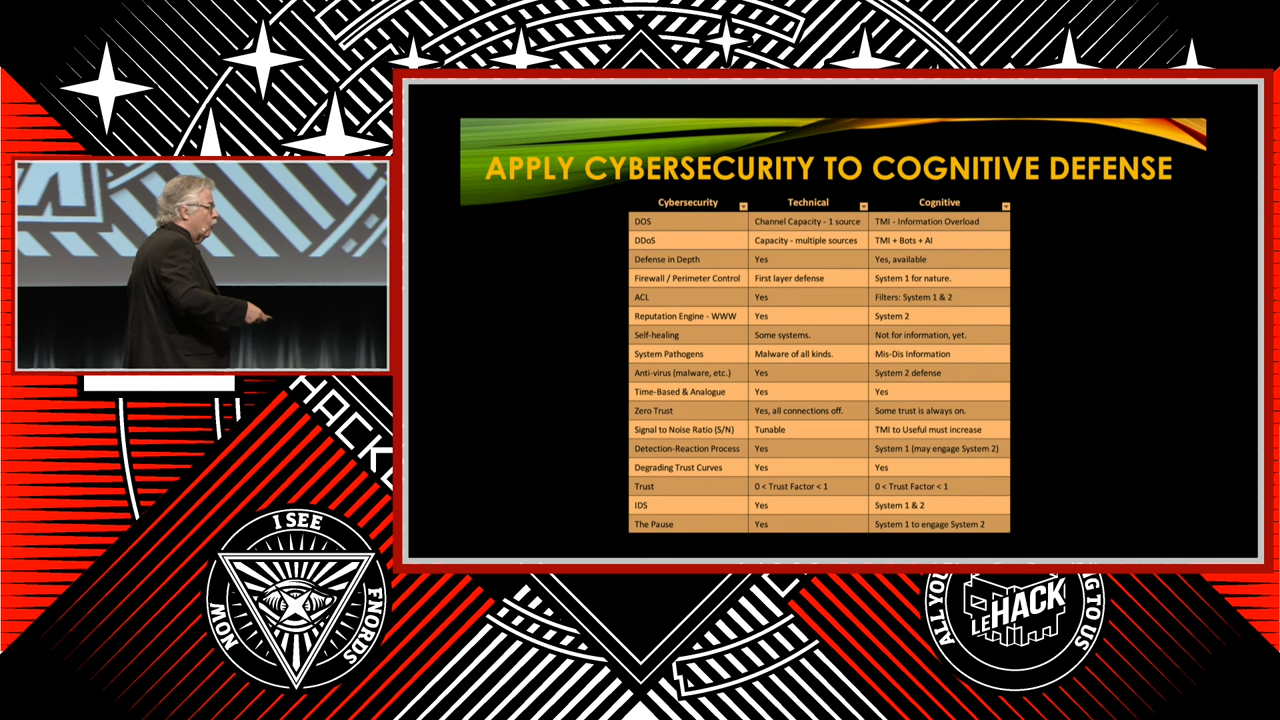 APPLY CYBERSECURITY TO COGNITIVE DEFENSE
Cybersecurity Technical Cognitive
DOS Channel Capacity - 1 source TMI - Information Overload
DDoS Capacity - multiple sources TMI + Bots + AI
Defense in Depth Yes Yes, available
Firewall / Perimeter Control First layer defense System 1 for nature.
ACL Yes Filters: System 1 & 2
Reputation Engine - WWW Yes System 2
Self-healing Some systems. Not for information, yet.
System Pathogens Malware of all kinds. Mis-Dis Information
Anti-virus (malware, etc.) Yes System 2 defense
Time-Based & Analogue Yes Yes
Zero Trust Yes, all connections off. Some trust is always on.
Signal to Noise Ratio (S/N) Tunable TMI to Useful must increase
Detection-Reaction Process Yes System 1 (may engage System 2)
Degrading Trust Curves Yes Yes
Trust 0 < Trust Factor < 1 0 < Trust Factor < 1
IDS Yes System 1 & 2
The Pause Yes System 1 to engage System 2
HACK
I SEE
FNORDS
NOW
ALL YOU
LEHACK
TO US